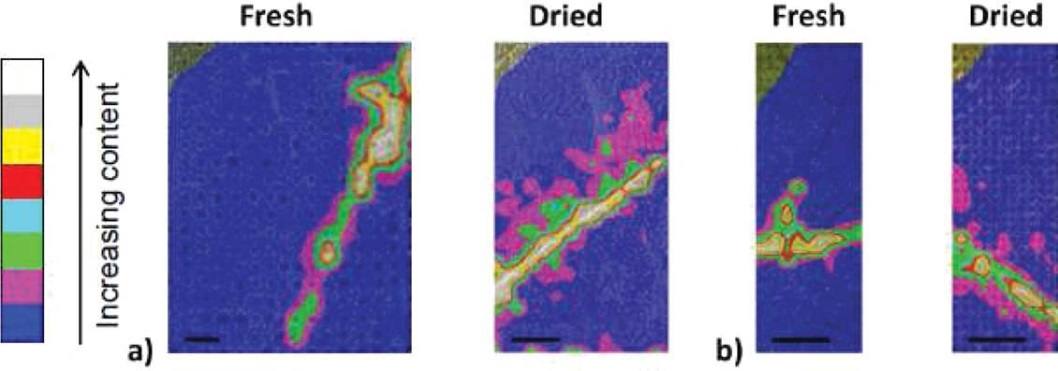 Fresh
Dried
Fresh
Dried
Increasing content
a)
b)